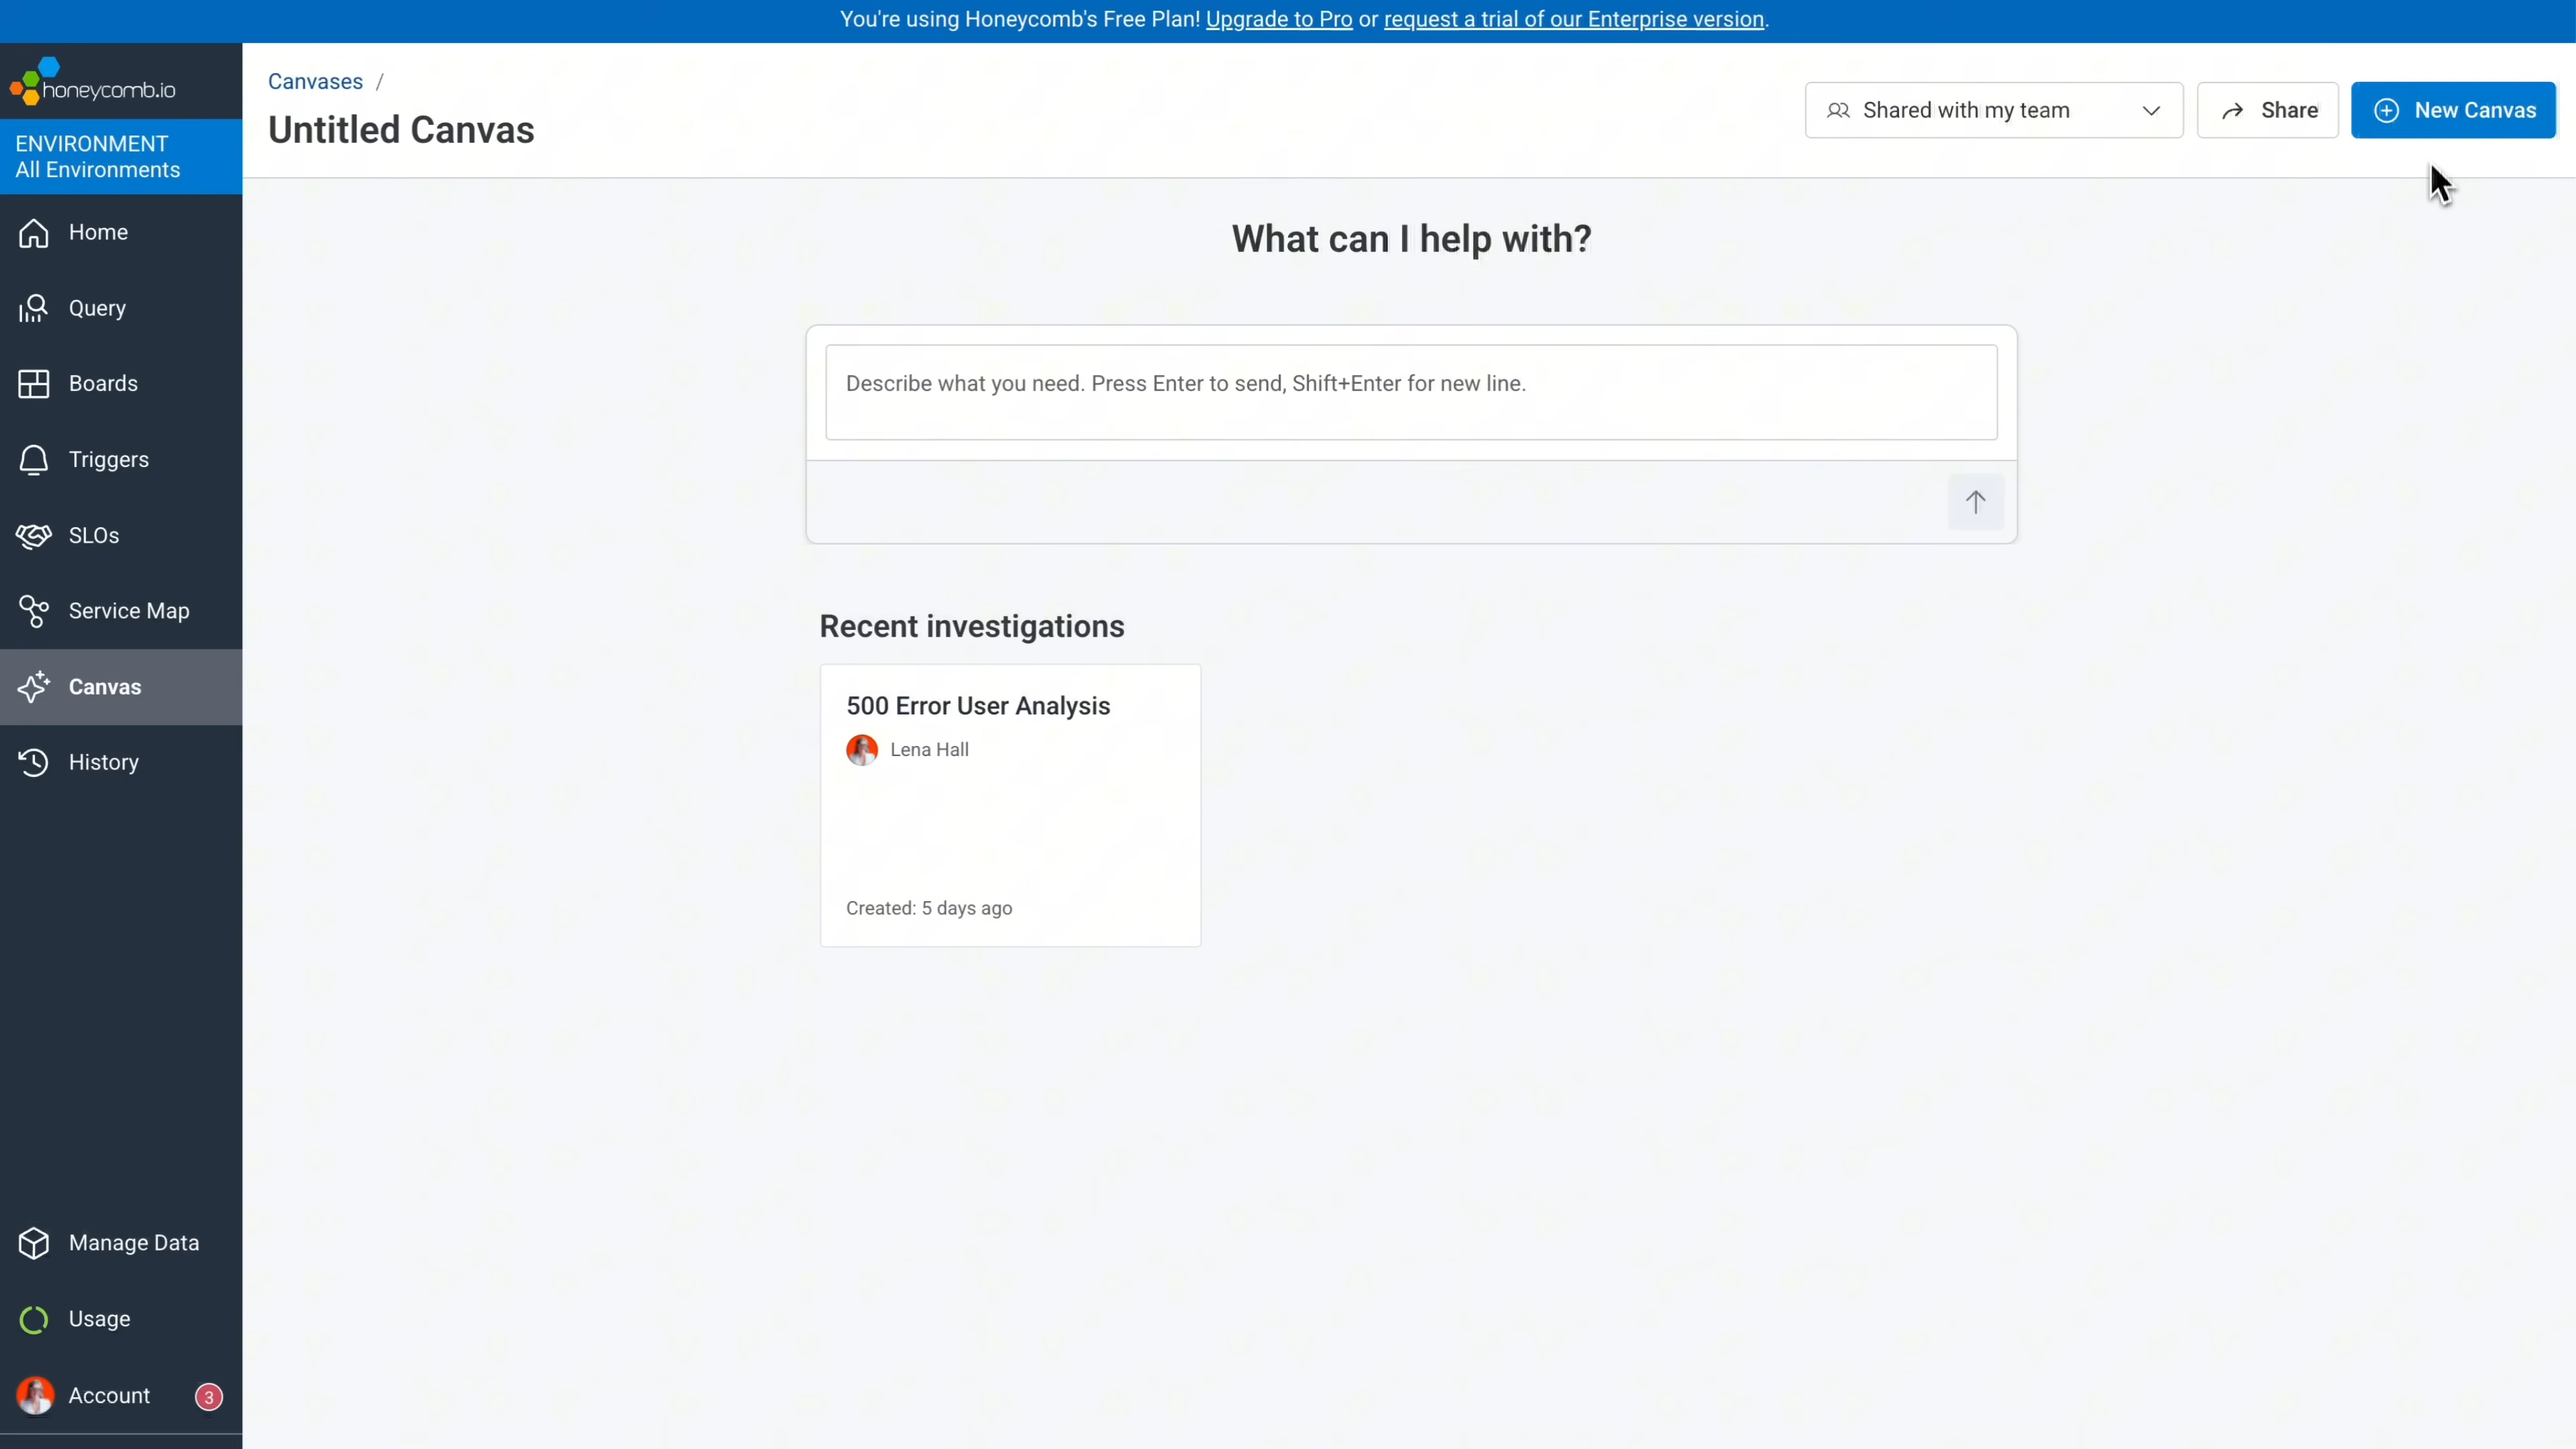 You're using Honeycomb's Free Plan! Upgrade to Pro or request a trial of our Enterprise version.
honeycomb.io
ENVIRONMENT
All Environments
Home
Query
Boards
Triggers
SLOs
Service Map
Canvas
History
Manage Data
Usage
Account
3
Canvases /
Untitled Canvas
Shared with my team
Share
New Canvas
What can I help with?
Describe what you need. Press Enter to send, Shift+Enter for new line.
Recent investigations
500 Error User Analysis
Lena Hall
Created: 5 days ago